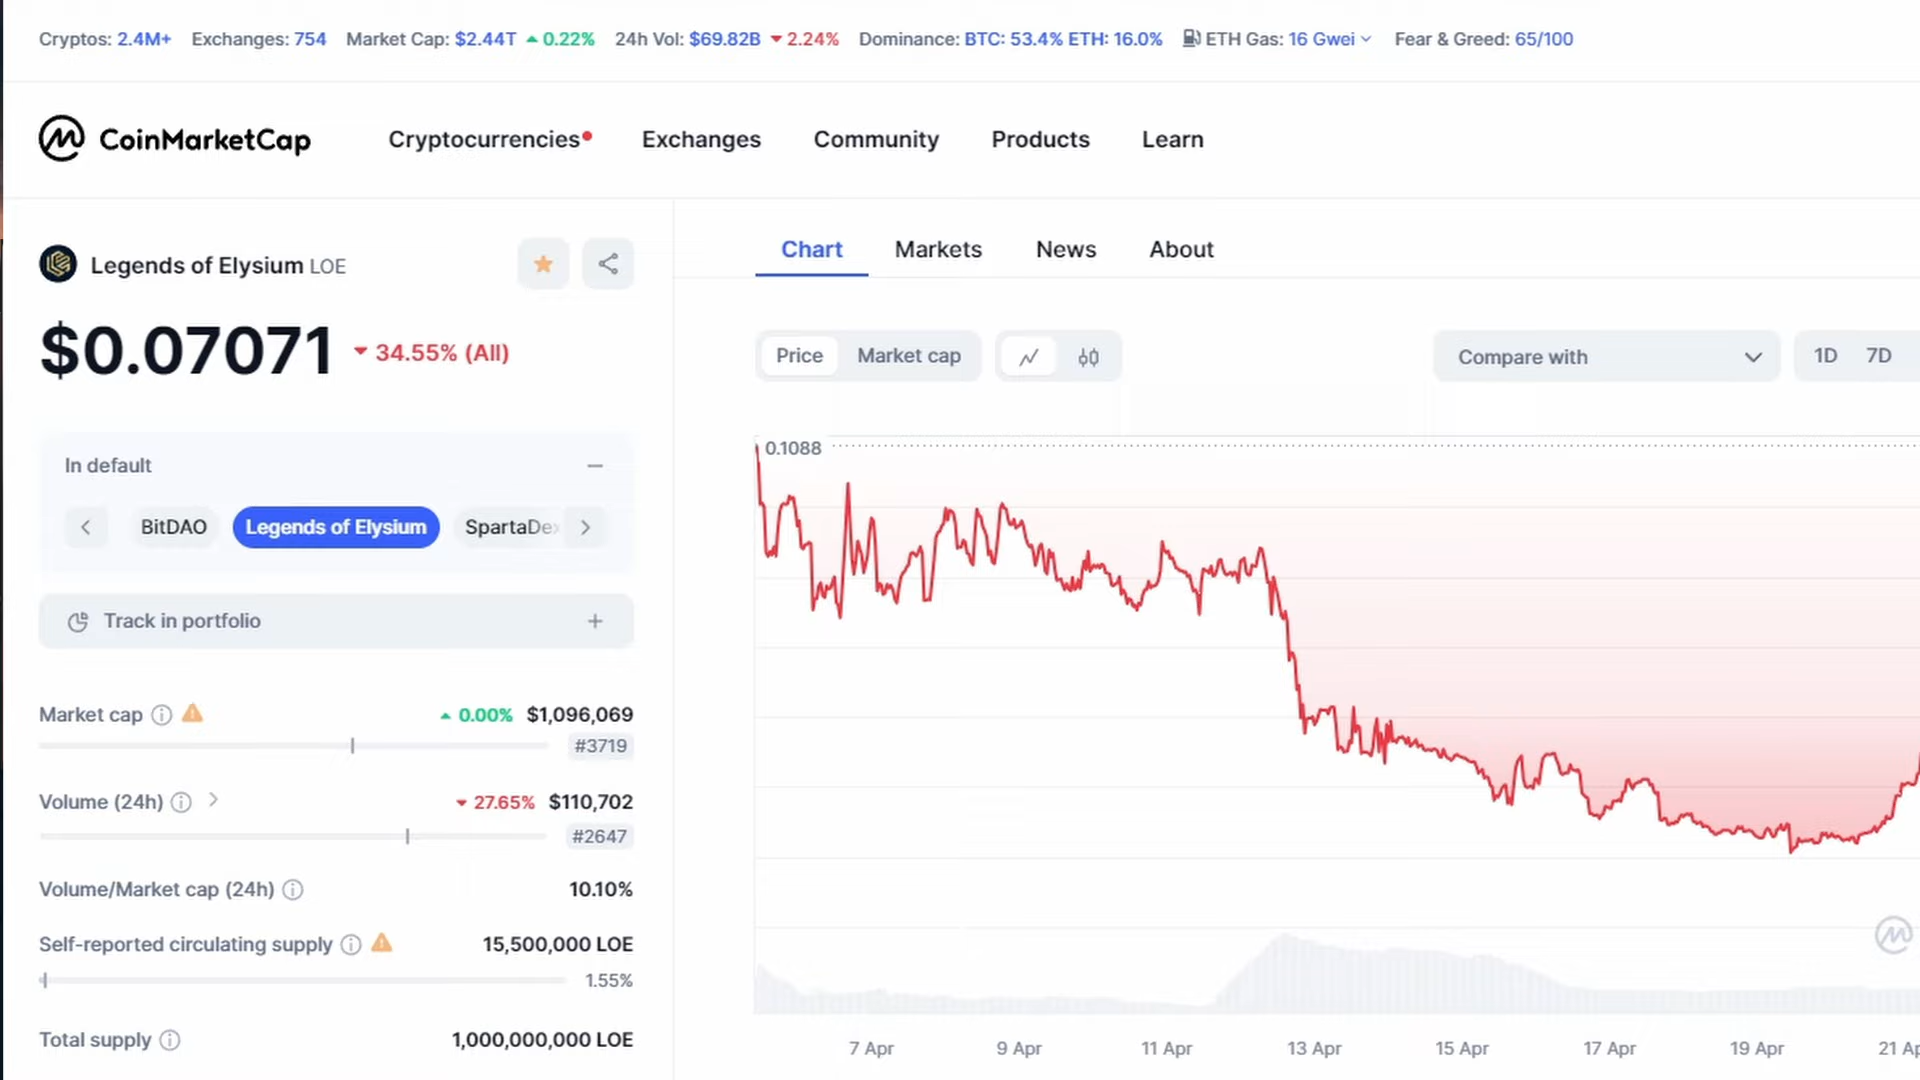 Cryptos: 2.4M+ Exchanges: 754 Market Cap: $2.44T 0.22% 24h Vol: $69.82B 2.24% Dominance: BTC: 53.4% ETH: 16.0% ETH Gas: 16 Gwei Fear & Greed: 65/100
CoinMarketCap Cryptocurrencies Exchanges Community Products Learn
Legends of Elysium LOE
$0.07071 34.55% (All)
In default
BitDAO Legends of Elysium SpartaDex
Track in portfolio +
Market cap 0.00% $1,096,069
#3719
Volume (24h) 27.65% $110,702
#2647
Volume/Market cap (24h) 10.10%
Self-reported circulating supply 15,500,000 LOE
1.55%
Total supply 1,000,000,000 LOE
Chart Markets News About
Price Market cap Compare with 1D 7D
0.1088
7 Apr 9 Apr 11 Apr 13 Apr 15 Apr 17 Apr 19 Apr 21 Ap